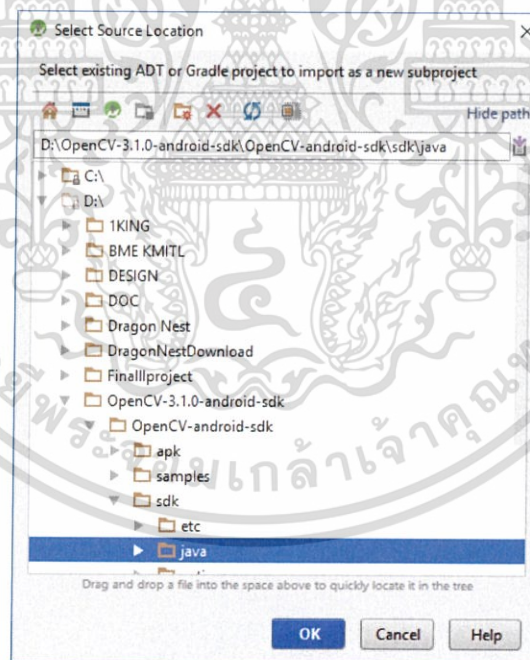 Select Source Location
Select existing ADT or Gradle project to import as a new subproject
Hide path
D:\OpenCV-3.1.0-android-sdk\OpenCV-android-sdk\sdk\java
C:\
D:\
1KING
BME KMITL
DESIGN
DOC
Dragon Nest
DragonNestDownload
Finalllproject
OpenCV-3.1.0-android-sdk
OpenCV-android-sdk
apk
samples
sdk
etc
java
Drag and drop a file into the space above to quickly locate it in the tree
OK Cancel Help